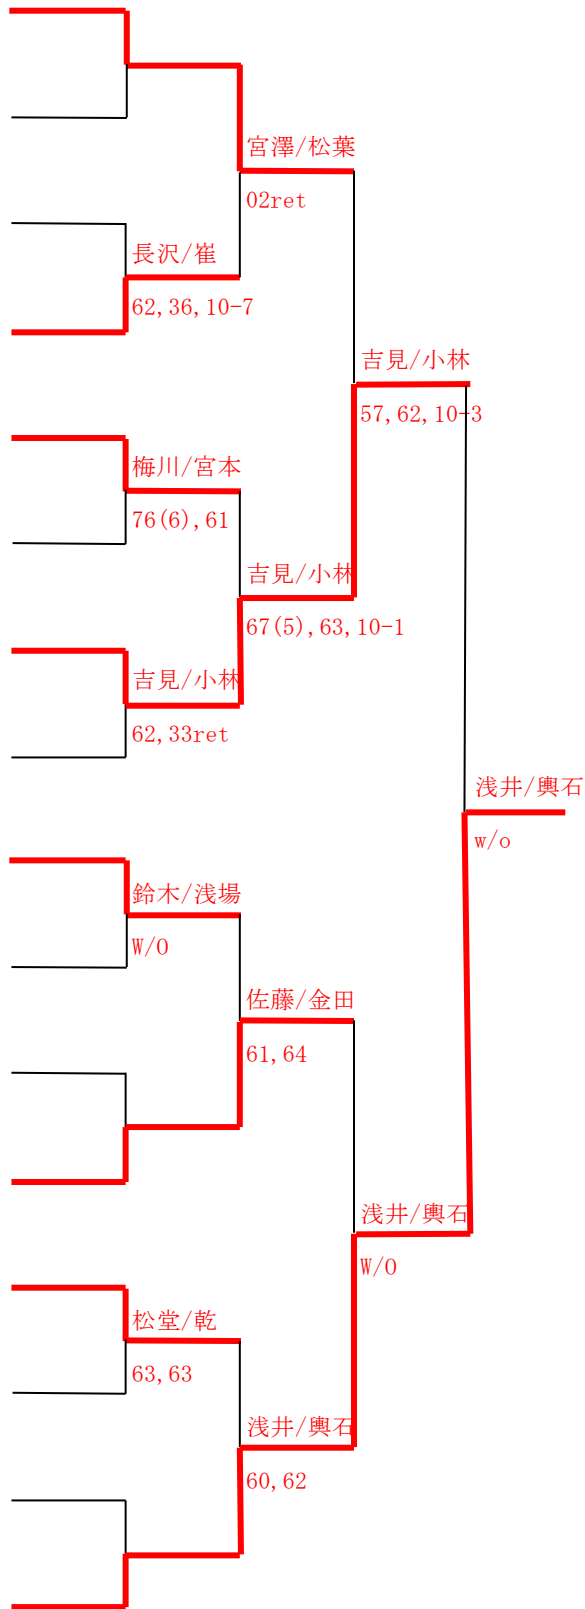 宮澤/松葉
02ret
長沢/崔
62,36,10-7
吉見/小林
57,62,10-3
梅川/宮本
76(6),61
吉見/小林
67(5),63,10-1
吉見/小林
62,33ret
浅井/輿石
w/o
鈴木/浅場
W/O
佐藤/金田
61,64
浅井/輿石
W/O
松堂/乾
63,63
浅井/輿石
60,62